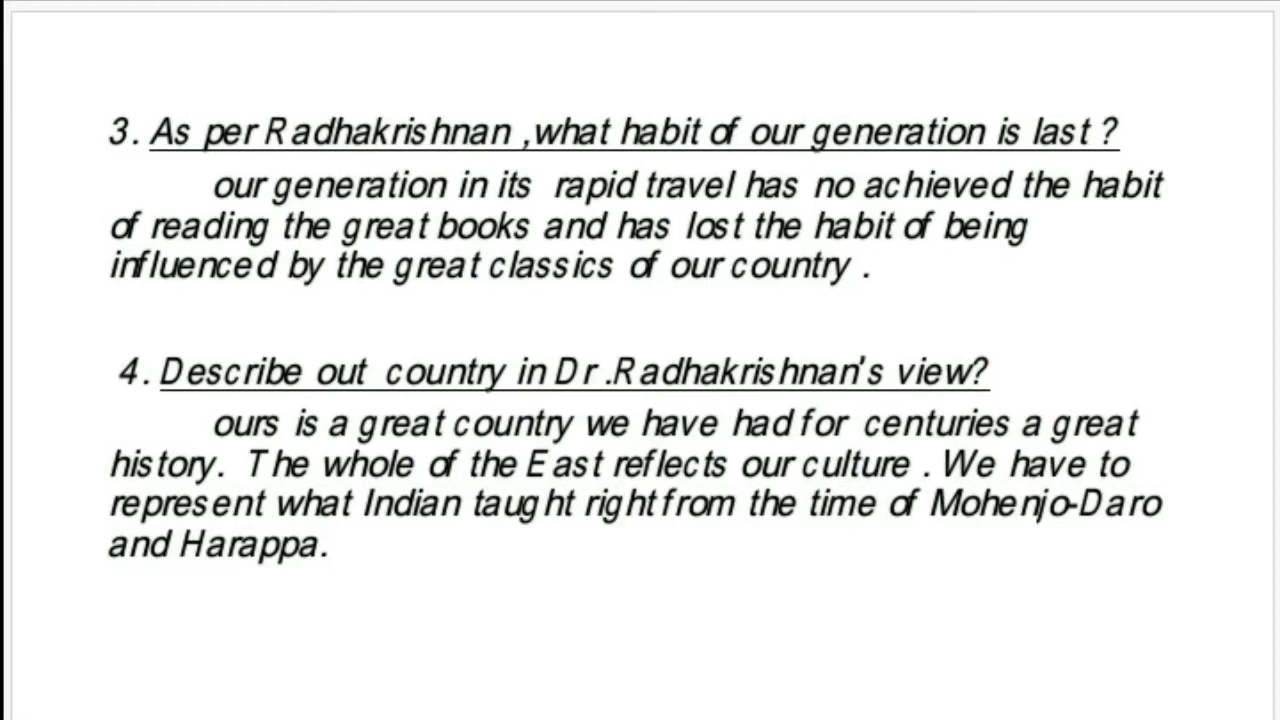 3. As per Radhakrishnan ,what habit of our generation is last ?
our generation in its rapid travel has no achieved the habit
of reading the great books and has lost the habit of being
influenced by the great classics of our country .
4. Describe out country in Dr .Radhakrishnan's view?
ours is a great country we have had for centuries a great
history. The whole of the East reflects our culture . We have to
represent what Indian taught right from the time of Mohenjo-Daro
and Harappa.